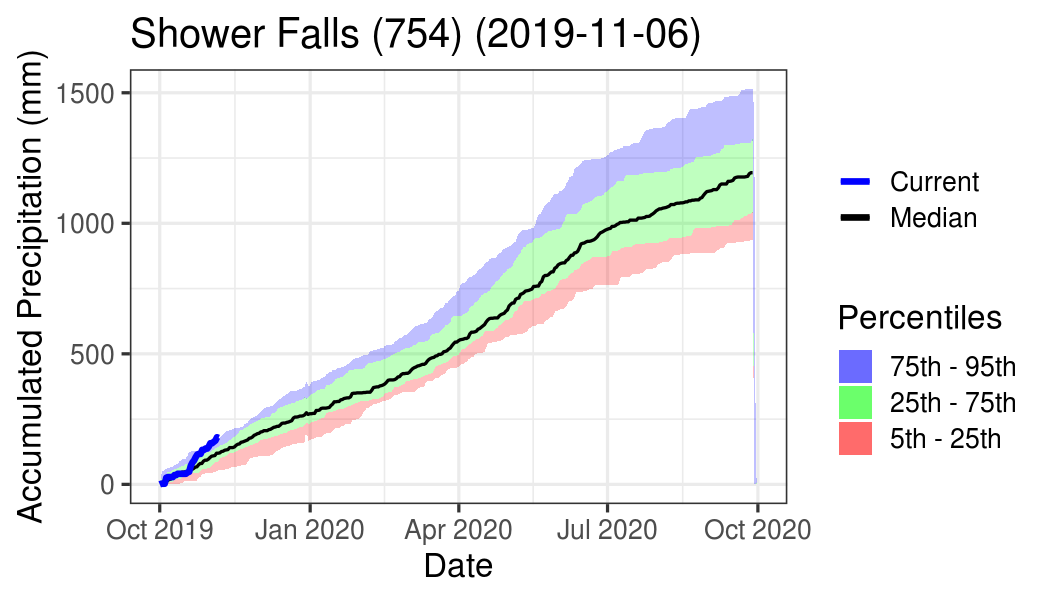 Shower Falls (754) (2019-11-06)
Accumulated Precipitation (mm)
1500
1000
500
0
Oct 2019
Jan 2020
Apr 2020
Jul 2020
Oct 2020
Date
Current
Median
Percentiles
75th - 95th
25th - 75th
5th - 25th